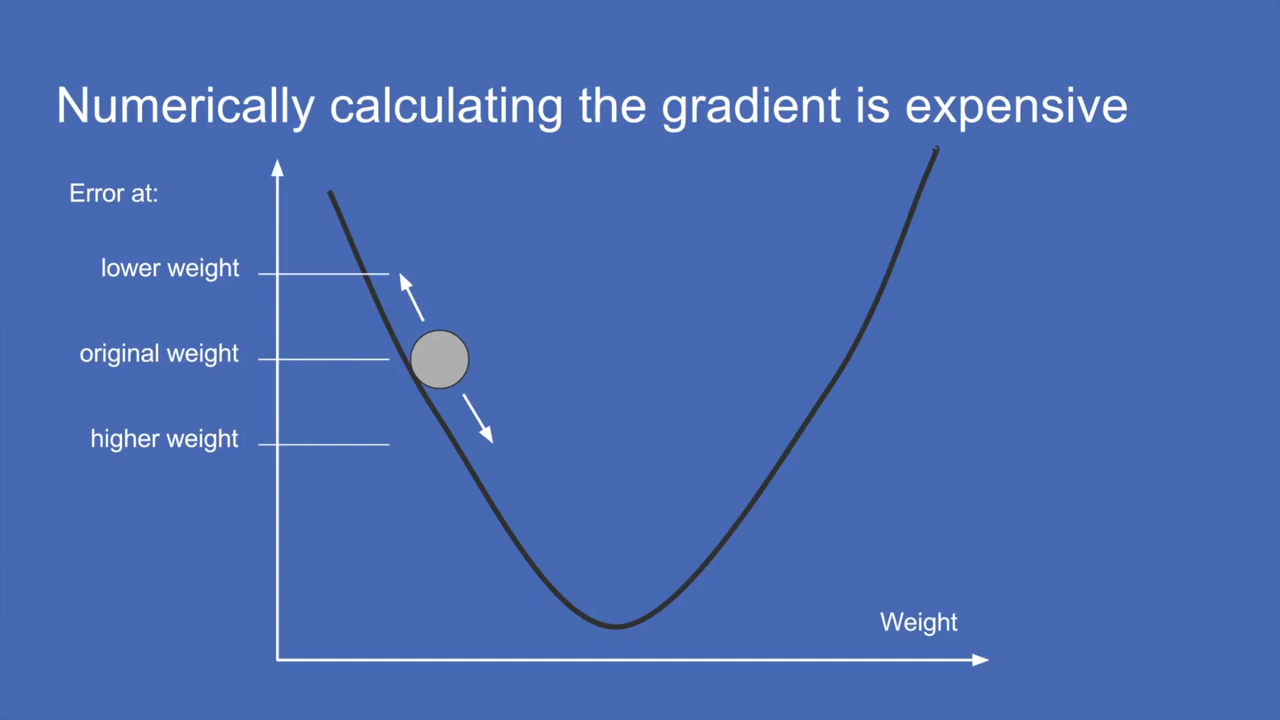 Numerically calculating the gradient is expensive
Error at:
lower weight
original weight
higher weight
Weight